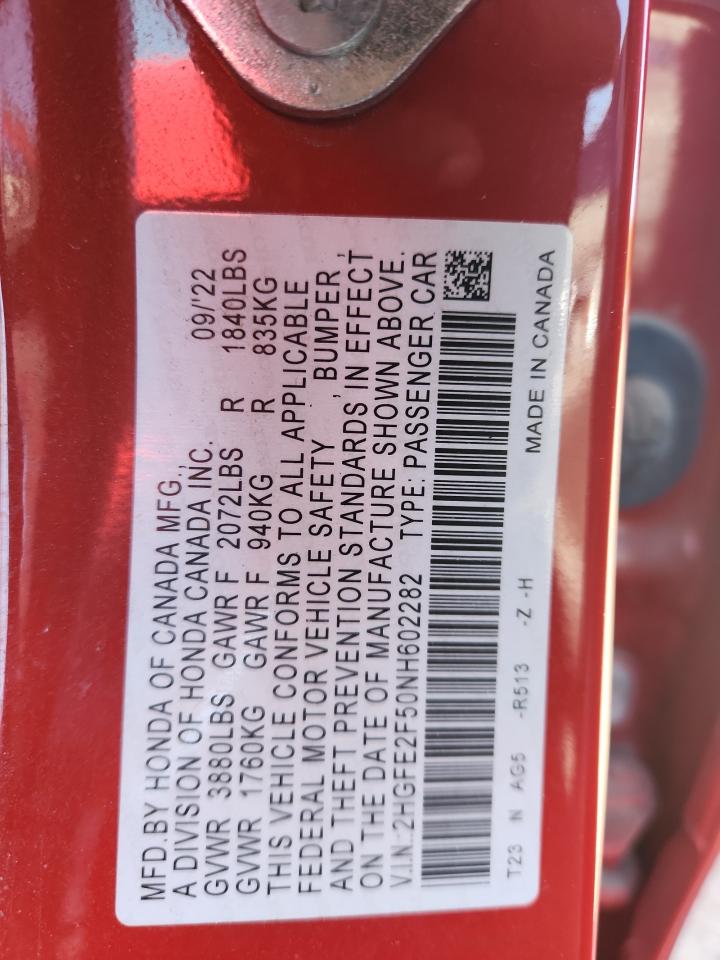 MFD.BY HONDA OF CANADA MFG., 09/'22
A DIVISION OF HONDA CANADA INC.
GVWR 3880LBS GAWR F 2072LBS R 1840LBS
GVWR 1760KG GAWR F 940KG R 835KG
THIS VEHICLE CONFORMS TO ALL APPLICABLE
FEDERAL MOTOR VEHICLE SAFETY , BUMPER ,
AND THEFT PREVENTION STANDARDS IN EFFECT
ON THE DATE OF MANUFACTURE SHOWN ABOVE.
V.I.N.:2HGFE2F50NH602282 TYPE: PASSENGER CAR
T23 N AG5 -R513 -Z -H MADE IN CANADA